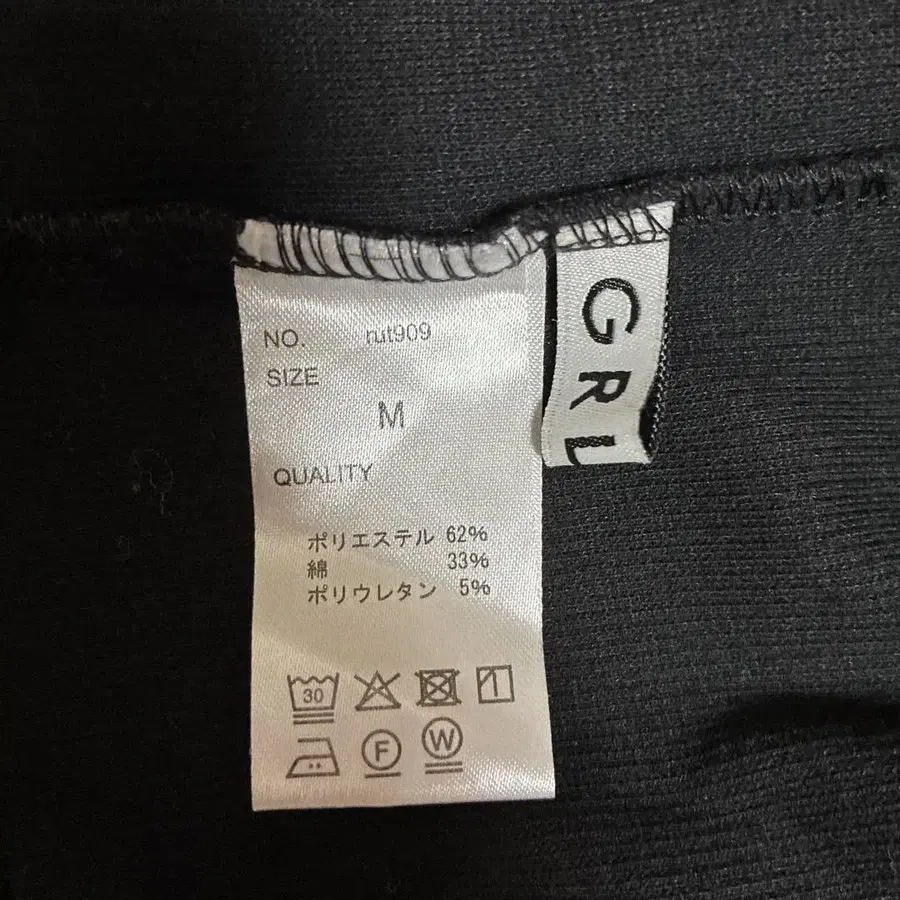 NO. rut909
SIZE
M
QUALITY
ポリエステル 62%
綿 33%
ポリウレタン 5%
30
F
W
GRL